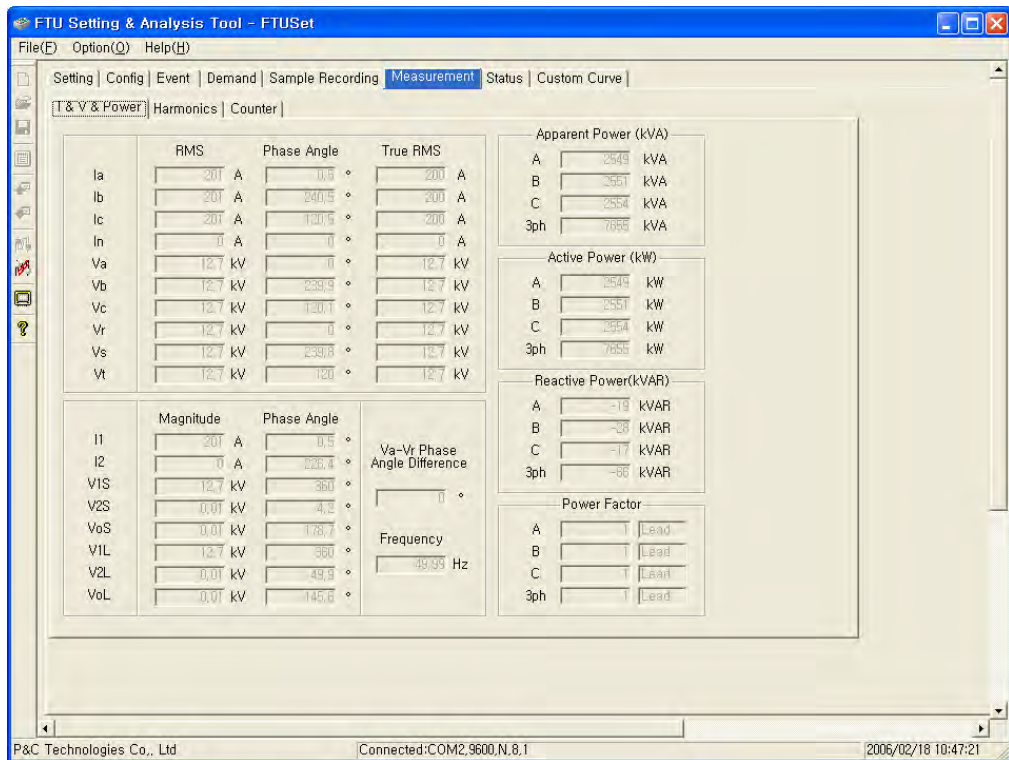 FTU Setting & Analysis Tool - FTUSet
File(F) Option(O) Help(H)
Setting Config Event Demand Sample Recording Measurement Status Custom Curve
I & V & Power Harmonics Counter
RMS Phase Angle True RMS
Ia 201 A 0,5 ° 200 A
Ib 201 A 240,5 ° 200 A
Ic 201 A 120,5 ° 200 A
In 0 A 0 ° 0 A
Va 12,7 kV 0 ° 12,7 kV
Vb 12,7 kV 239,9 ° 12,7 kV
Vc 12,7 kV 120,1 ° 12,7 kV
Vr 12,7 kV 0 ° 12,7 kV
Vs 12,7 kV 239,8 ° 12,7 kV
Vt 12,7 kV 120 ° 12,7 kV
Magnitude Phase Angle
I1 201 A 0,5 °
I2 0 A 226,4 °
V1S 12,7 kV 360 °
V2S 0,01 kV 4,2 °
VoS 0,01 kV 178,7 °
V1L 12,7 kV 360 °
V2L 0,01 kV 49,9 °
VoL 0,01 kV 145,6 °
Va-Vr Phase
Angle Difference
0 °
Frequency
49,99 Hz
Apparent Power (kVA)
A 2549 kVA
B 2551 kVA
C 2554 kVA
3ph 7655 kVA
Active Power (kW)
A 2549 kW
B 2551 kW
C 2554 kW
3ph 7655 kW
Reactive Power(kVAR)
A -19 kVAR
B -28 kVAR
C -17 kVAR
3ph -66 kVAR
Power Factor
A 1 Lead
B 1 Lead
C 1 Lead
3ph 1 Lead
P&C Technologies Co,, Ltd
Connected:COM2,9600,N,8,1
2006/02/18 10:47:21